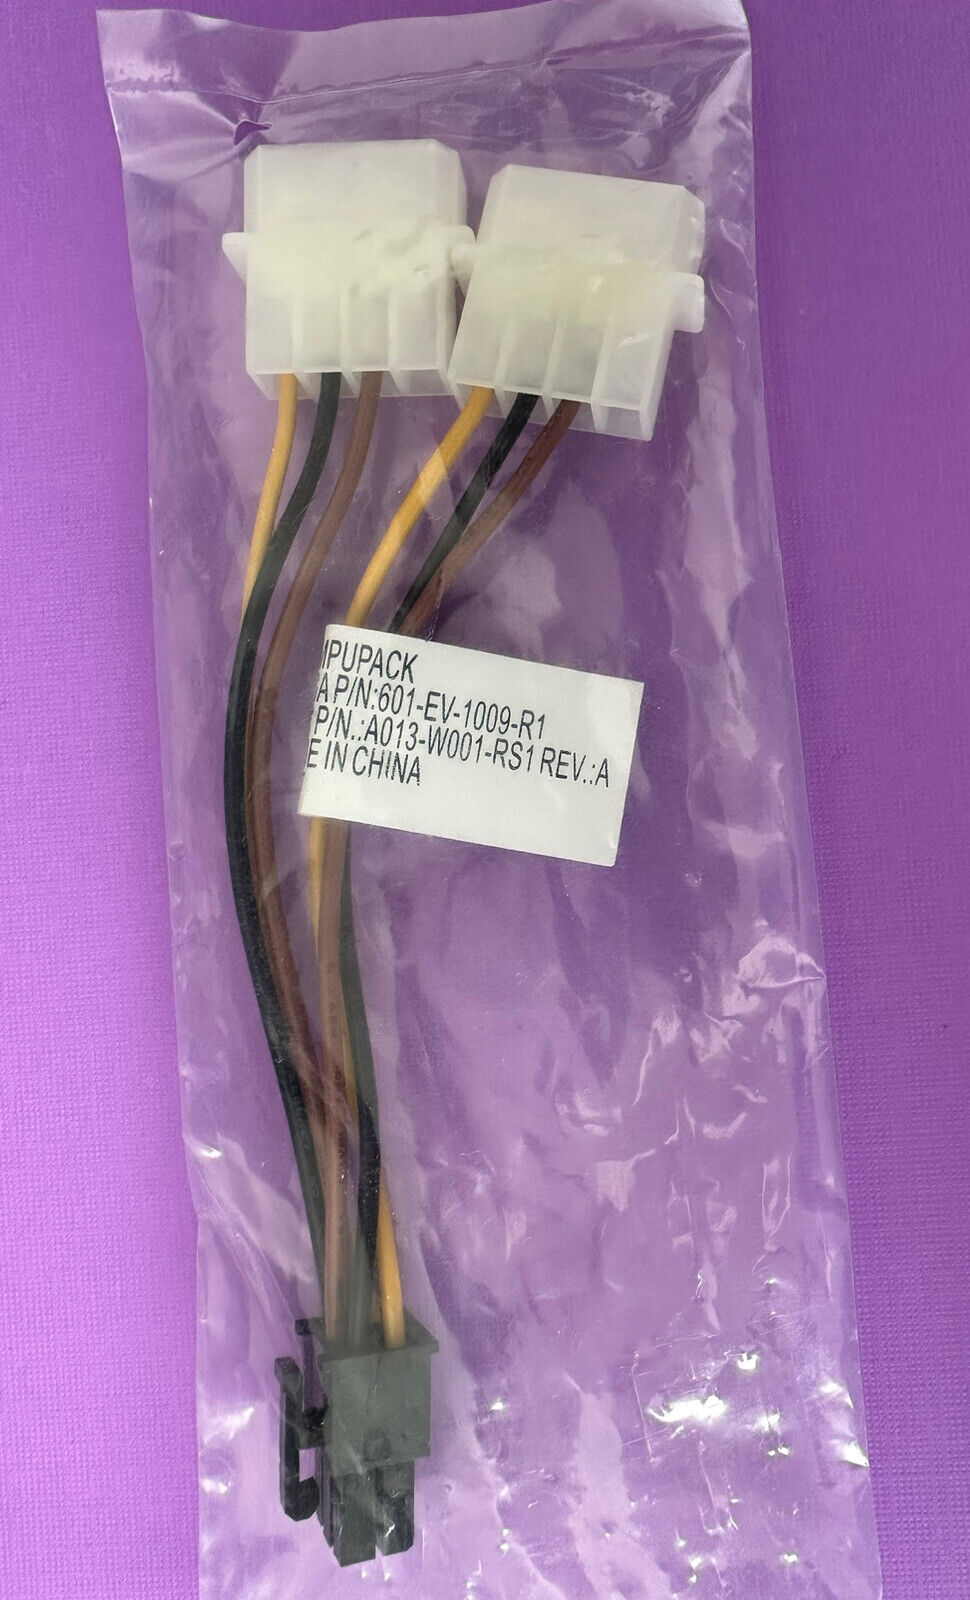 MPUPACK
A P/N:601-EV-1009-R1
P/N.:A013-W001-RS1 REV.:A
E IN CHINA